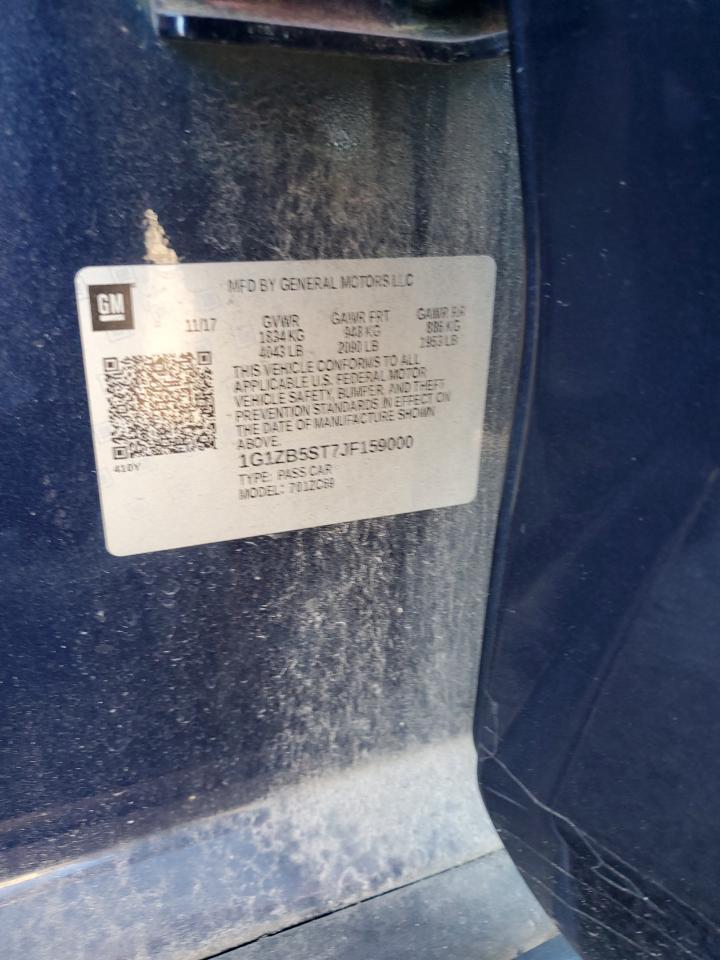 MFD BY GENERAL MOTORS LLC
GM
11/17 GVWR GAWR FRT GAWR RR
1834 KG 948 KG 886 KG
4043 LB 2090 LB 1953 LB
THIS VEHICLE CONFORMS TO ALL
APPLICABLE U.S. FEDERAL MOTOR
VEHICLE SAFETY, BUMPER, AND THEFT
PREVENTION STANDARDS IN EFFECT ON
THE DATE OF MANUFACTURE SHOWN
ABOVE.
1G1ZB5ST7JF159000
410Y
TYPE: PASS CAR
MODEL: 701ZC69